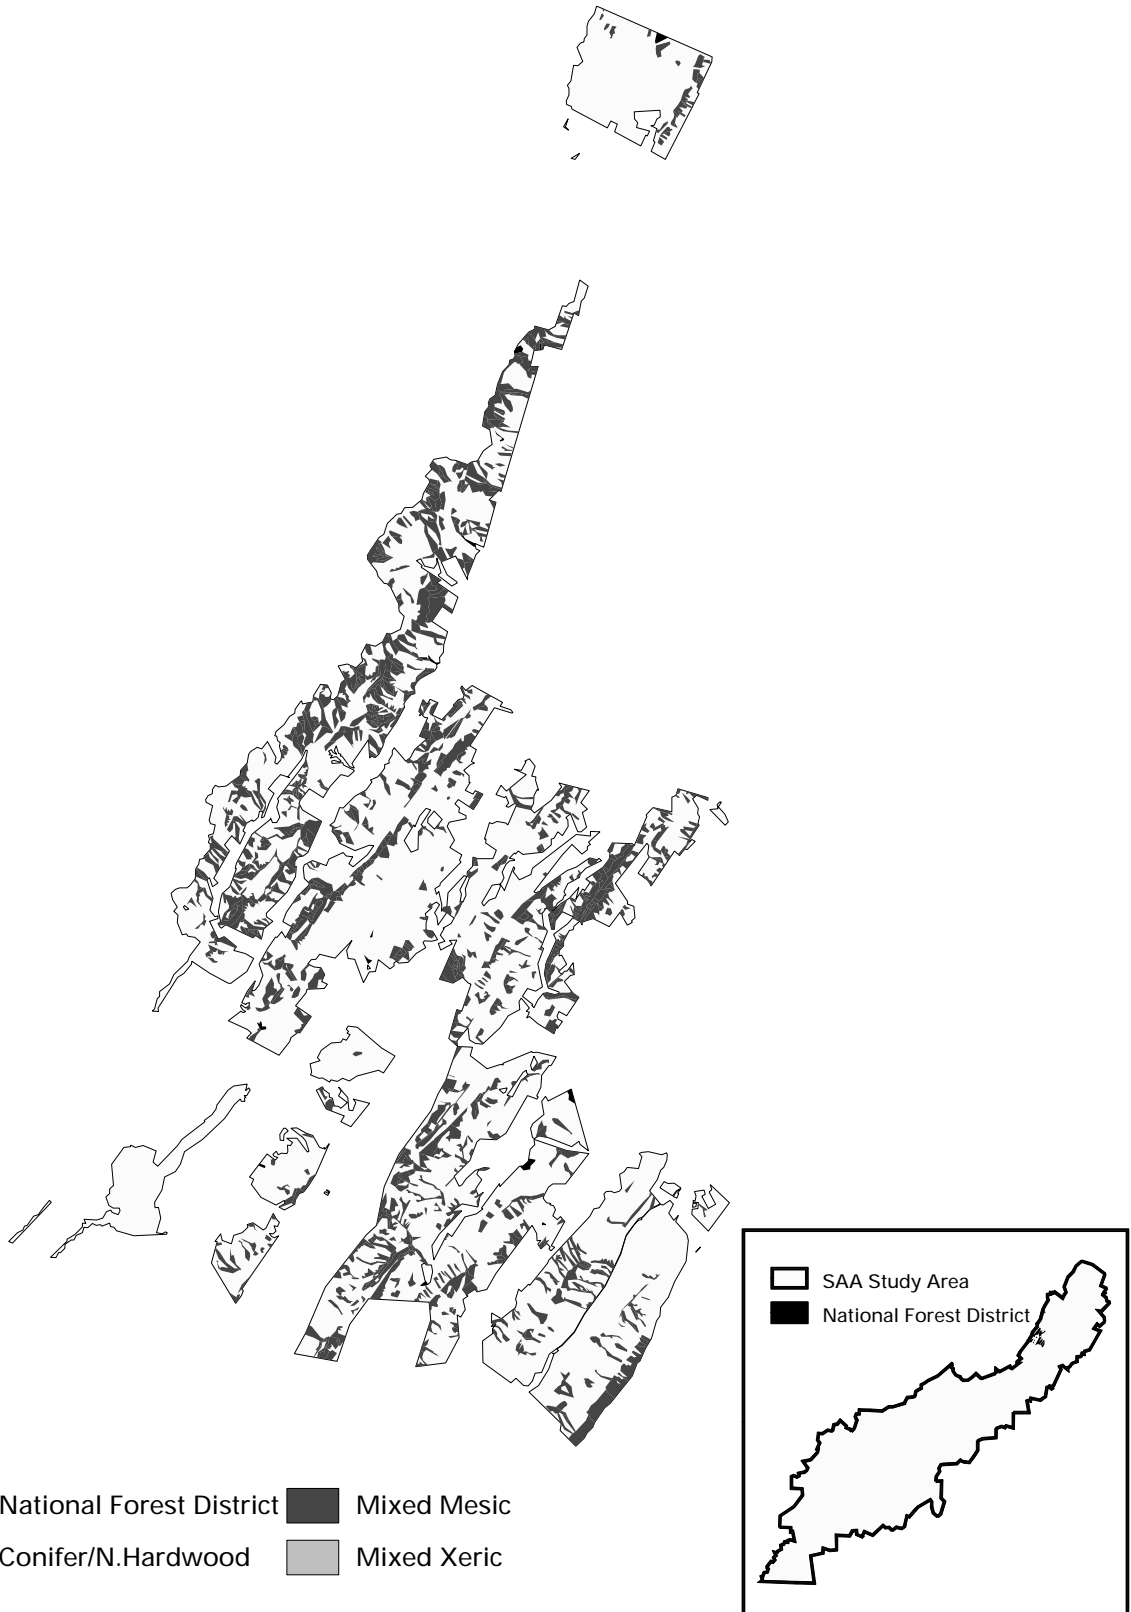 SAA Study Area
National Forest District
National Forest District Mixed Mesic
Conifer/N.Hardwood Mixed Xeric